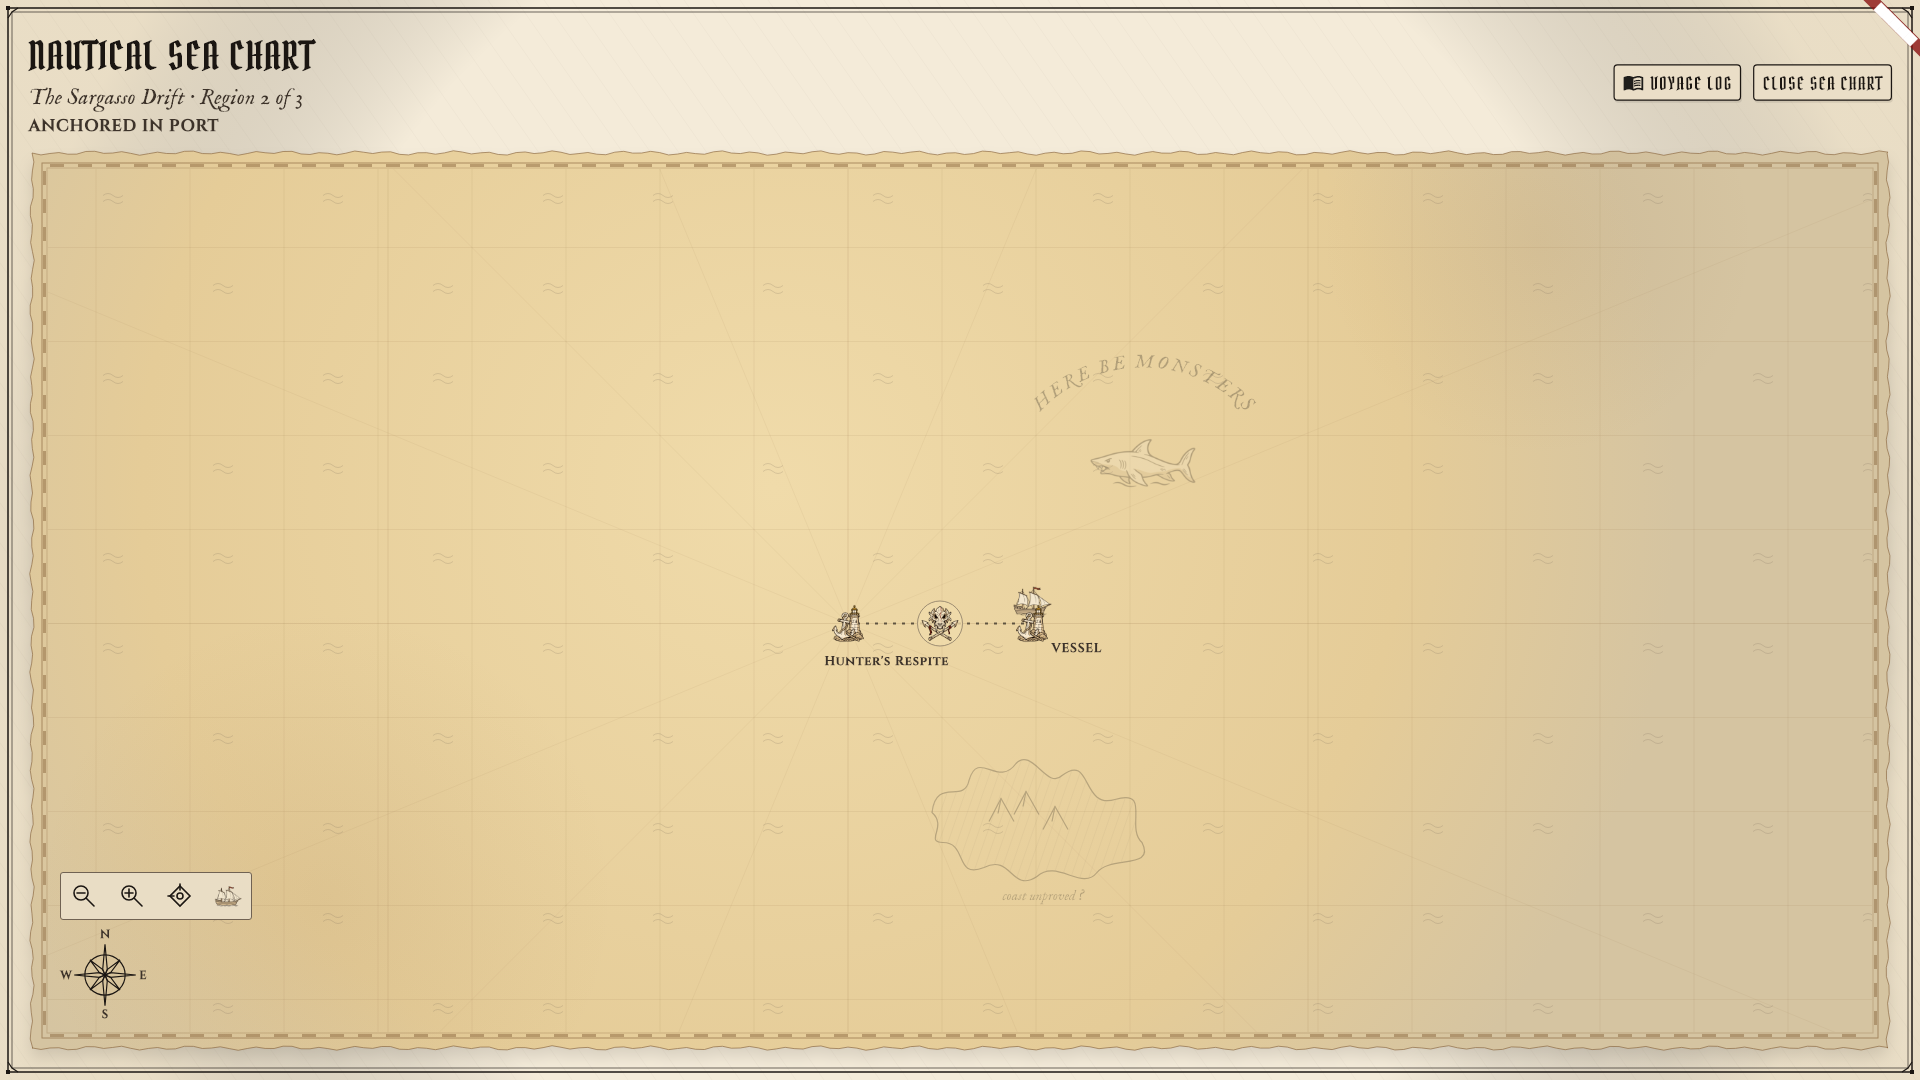 NAUTICAL SEA CHART
The Sargasso Drift · Region 2 of 3
ANCHORED IN PORT
VOYAGE LOG
CLOSE SEA CHART
HERE BE MONSTERS
VESSEL
Hunter's Respite
coast unproved?
N
W E
S